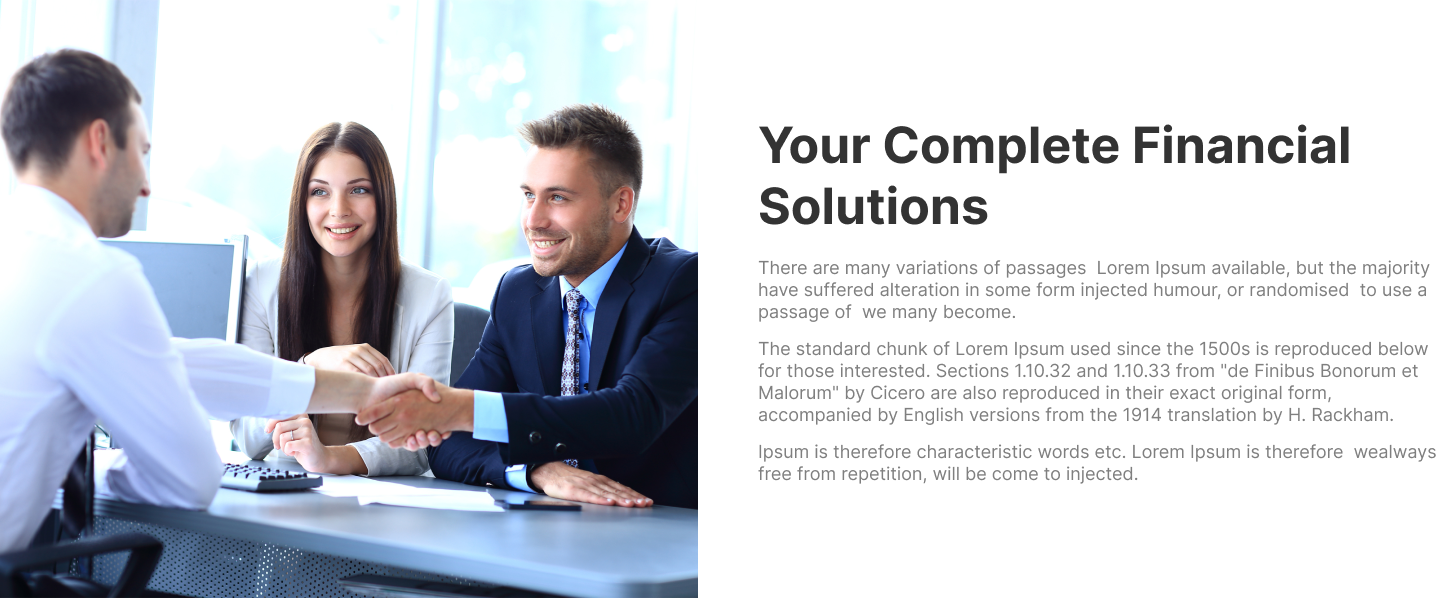 Your Complete Financial
Solutions
There are many variations of passages  Lorem Ipsum available, but the majority
have suffered alteration in some form injected humour, or randomised  to use a
passage of  we many become.
The standard chunk of Lorem Ipsum used since the 1500s is reproduced below
for those interested. Sections 1.10.32 and 1.10.33 from "de Finibus Bonorum et
Malorum" by Cicero are also reproduced in their exact original form,
accompanied by English versions from the 1914 translation by H. Rackham.
Ipsum is therefore characteristic words etc. Lorem Ipsum is therefore  wealways
free from repetition, will be come to injected.